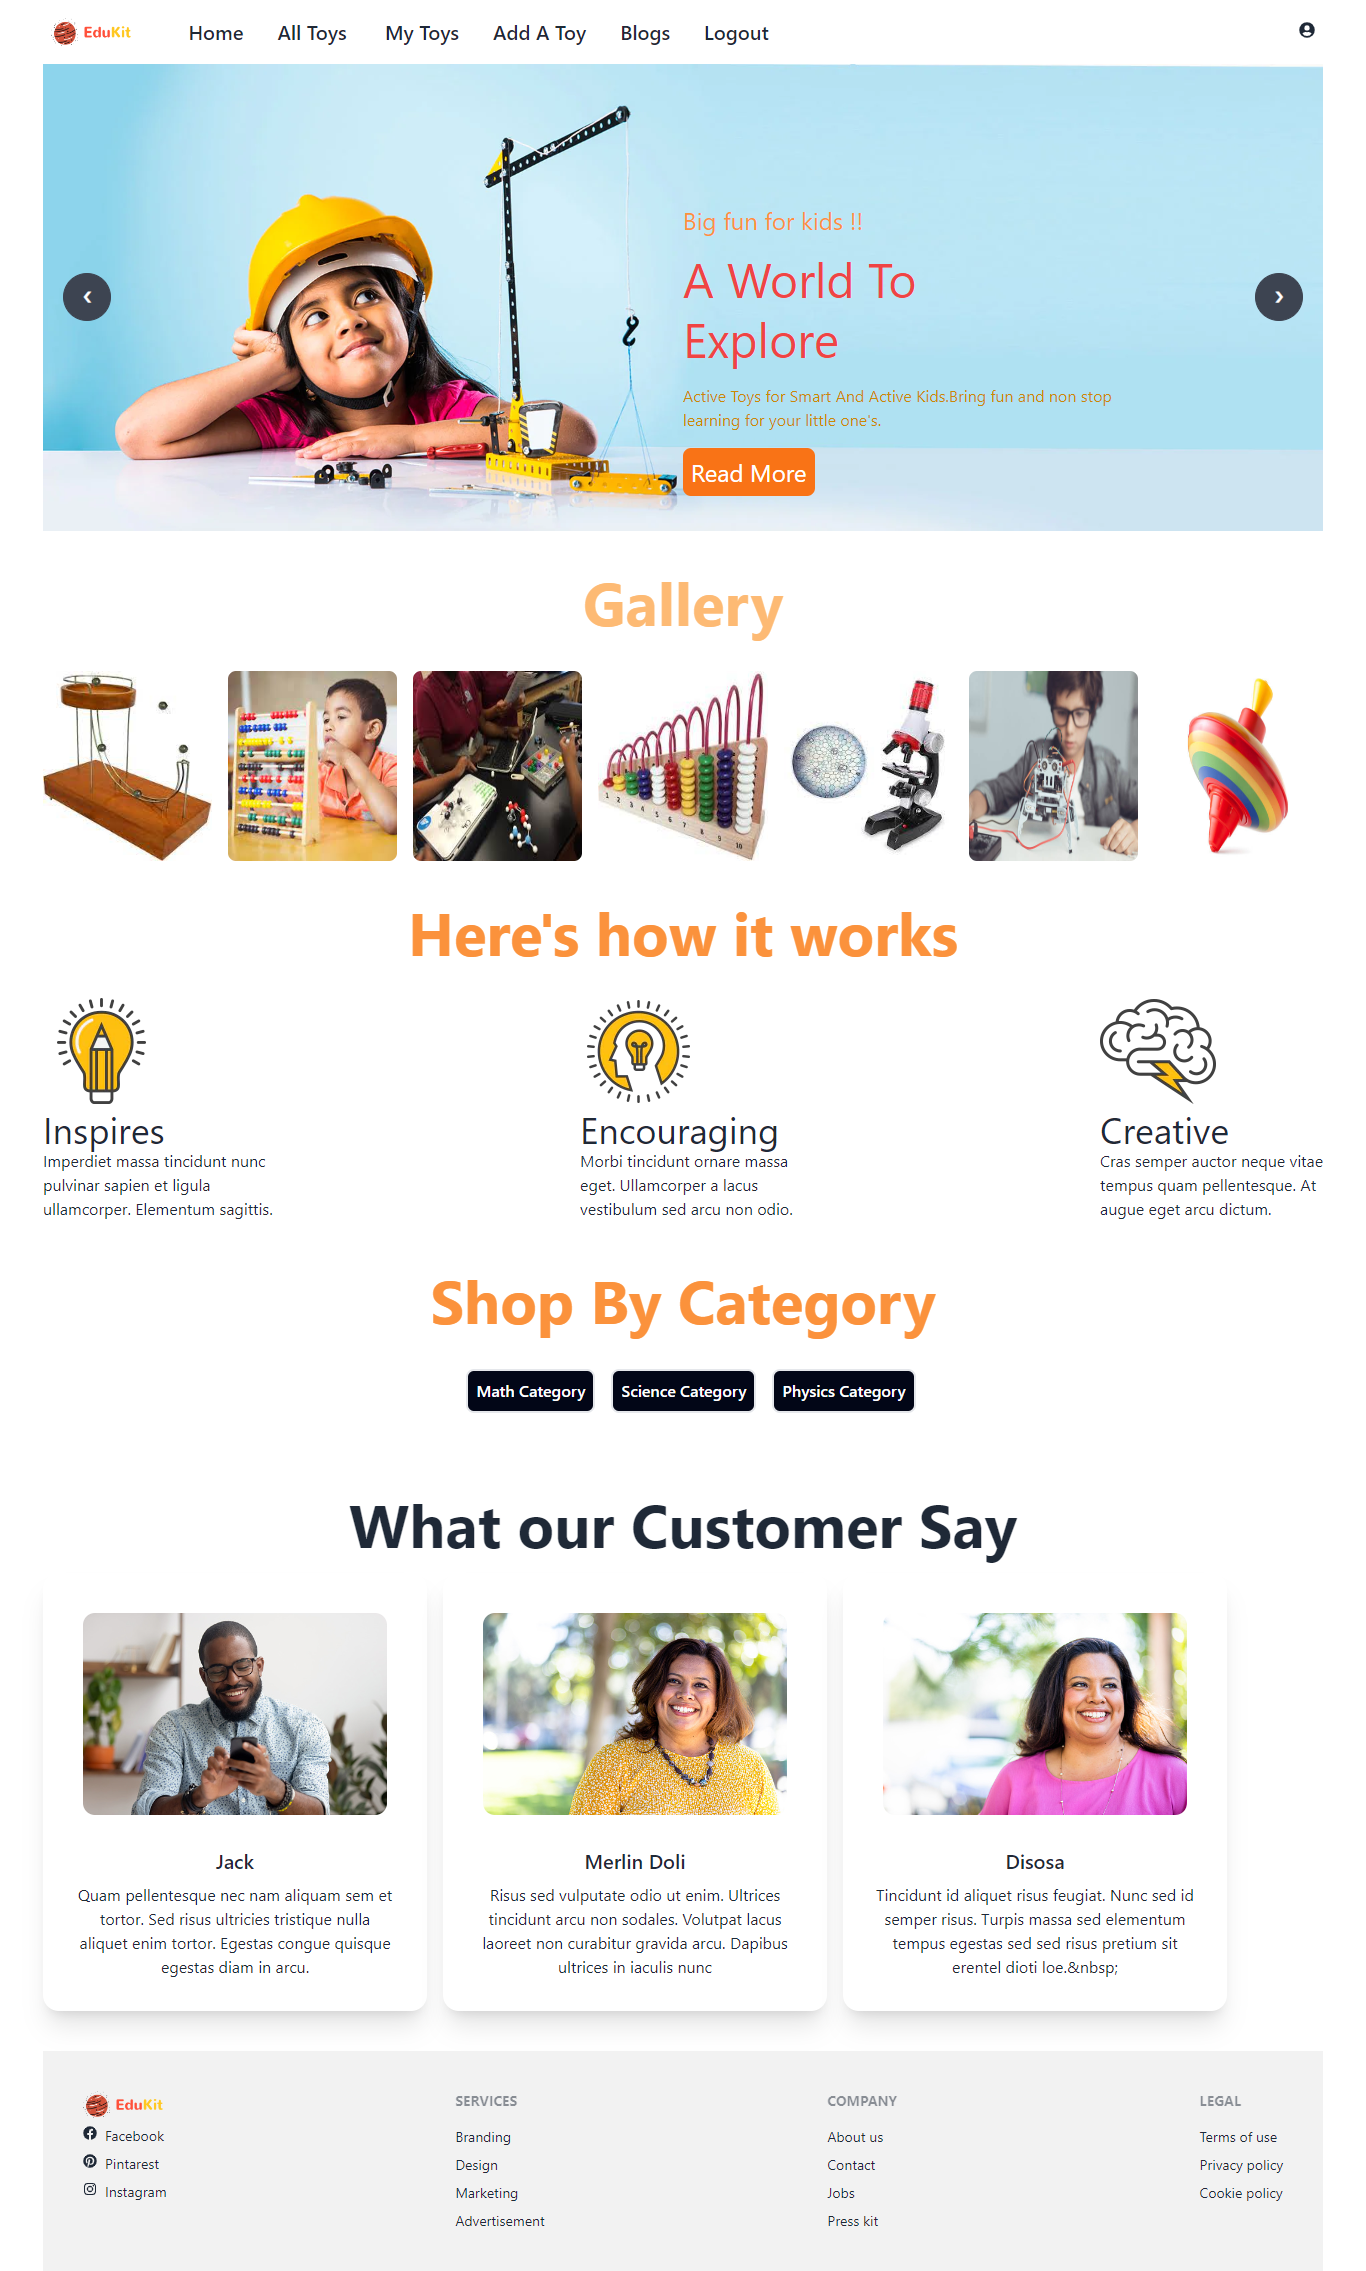 EduKit
Home
All Toys
My Toys
Add A Toy
Blogs
Logout
Big fun for kids !!
A World To
Explore
Active Toys for Smart And Active Kids.Bring fun and non stop
learning for your little one's.
Read More
❮
❯
Gallery
1 2 3 4 5 6 7 8 9 10
Here's how it works
Inspires
Imperdiet massa tincidunt nunc
pulvinar sapien et ligula
ullamcorper. Elementum sagittis.
Encouraging
Morbi tincidunt ornare massa
eget. Ullamcorper a lacus
vestibulum sed arcu non odio.
Creative
Cras semper auctor neque vitae
tempus quam pellentesque. At
augue eget arcu dictum.
Shop By Category
Math Category
Science Category
Physics Category
What our Customer Say
Jack
Quam pellentesque nec nam aliquam sem et
tortor. Sed risus ultricies tristique nulla
aliquet enim tortor. Egestas congue quisque
egestas diam in arcu.
Merlin Doli
Risus sed vulputate odio ut enim. Ultrices
tincidunt arcu non sodales. Volutpat lacus
laoreet non curabitur gravida arcu. Dapibus
ultrices in iaculis nunc
Disosa
Tincidunt id aliquet risus feugiat. Nunc sed id
semper risus. Turpis massa sed elementum
tempus egestas sed sed risus pretium sit
erentel dioti loe.&nbsp;
EduKit
Facebook
Pintarest
Instagram
SERVICES
Branding
Design
Marketing
Advertisement
COMPANY
About us
Contact
Jobs
Press kit
LEGAL
Terms of use
Privacy policy
Cookie policy